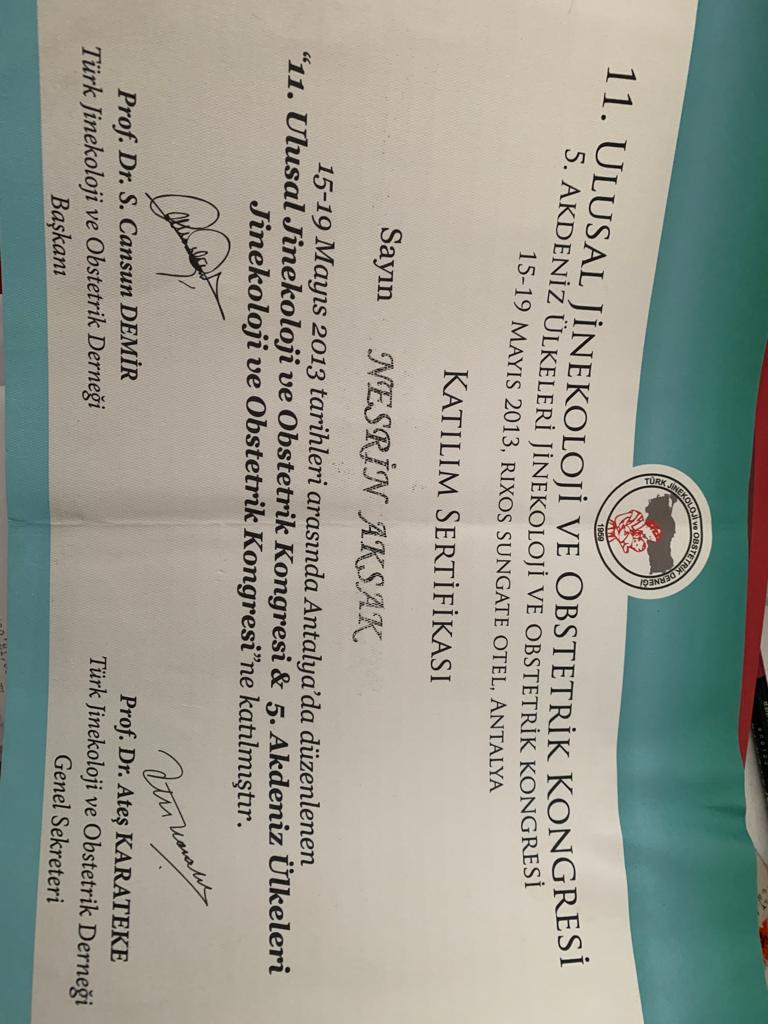 TÜRK JİNEKOLOJİ ve OBSTETRİK DERNEĞİ
1959
11. ULUSAL JİNEKOLOJİ VE OBSTETRİK KONGRESİ
5. AKDENİZ ÜLKELERİ JİNEKOLOJİ VE OBSTETRİK KONGRESİ
15-19 MAYIS 2013, RIXOS SUNGATE OTEL, ANTALYA
KATILIM SERTİFİKASI
Sayın NESRİN AKSAK
15-19 Mayıs 2013 tarihleri arasında Antalya'da düzenlenen
“11. Ulusal Jinekoloji ve Obstetrik Kongresi & 5. Akdeniz Ülkeleri
Jinekoloji ve Obstetrik Kongresi”ne katılmıştır.
Prof. Dr. S. Cansun DEMİR
Türk Jinekoloji ve Obstetrik Derneği
Başkanı
Prof. Dr. Ateş KARATEKE
Türk Jinekoloji ve Obstetrik Derneği
Genel Sekreteri